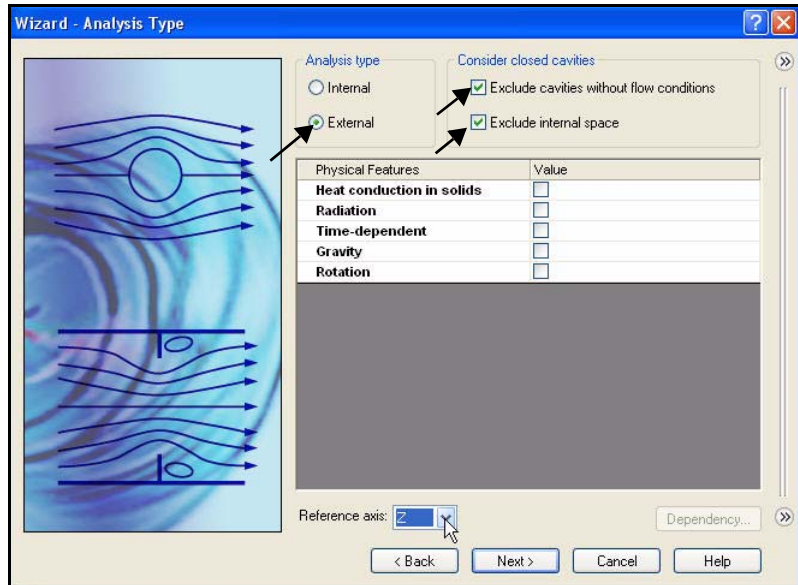 Wizard - Analysis Type
Analysis type
Internal
External
Consider closed cavities
Exclude cavities without flow conditions
Exclude internal space
Physical Features Value
Heat conduction in solids
Radiation
Time-dependent
Gravity
Rotation
Reference axis: Z
Dependency...
< Back Next > Cancel Help